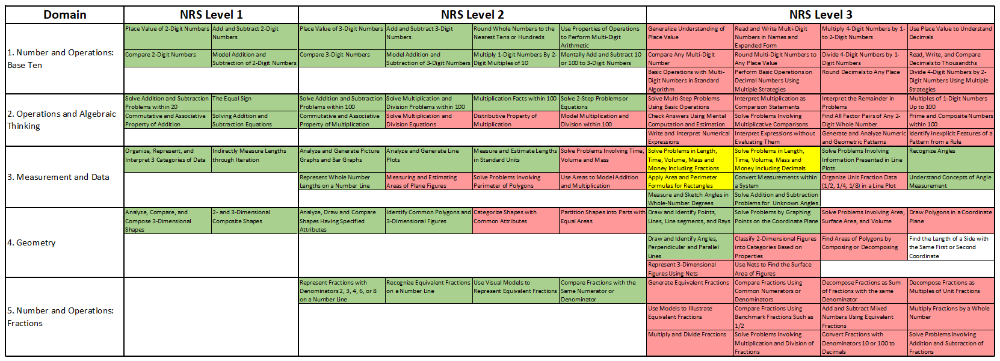 Domain NRS Level 1 NRS Level 2 NRS Level 3
1. Number and Operations:
Base Ten
Place Value of 2-Digit Numbers
Add and Subtract 2-Digit
Numbers
Place Value of 3-Digit Numbers
Add and Subtract 3-Digit
Numbers
Round Whole Numbers to the
Nearest Tens or Hundreds
Use Properties of Operations
to Perform Multi-Digit
Arithmetic
Generalize Understanding of
Place Value
Read and Write Multi-Digit
Numbers in Names and
Expanded Form
Multiply 4-Digit Numbers by 1-
to 2-Digit Numbers
Use Place Value to Understand
Decimals
Compare 2-Digit Numbers
Model Addition and
Subtraction of 2-Digit Numbers
Compare 3-Digit Numbers
Model Addition and
Subtraction of 3-Digit Numbers
Multiply 1-Digit Numbers By 2-
Digit Multiples of 10
Mentally Add and Subtract 10
or 100 to 3-Digit Numbers
Compare Any Multi-Digit
Number
Round Multi-Digit Numbers to
Any Place Value
Divide 4-Digit Numbers by 1-
Digit Numbers
Read, Write, and Compare
Decimals to Thousandths
Basic Operations with Multi-
Digit Numbers in Standard
Algorithm
Perform Basic Operations on
Decimal Numbers Using
Multiple Strategies
Round Decimals to Any Place
Divide 4-Digit Numbers by 2-
Digit Numbers Using Multiple
Strategies
2. Operations and Algebraic
Thinking
Solve Addition and Subtraction
Problems within 20
The Equal Sign
Solve Addition and Subtraction
Problems within 100
Solve Multiplication and
Division Problems within 100
Multiplication Facts within 100
Solve 2-Step Problems or
Equations
Solve Multi-Step Problems
Using Basic Operations
Interpret Multiplication as
Comparison Statements
Interpret the Remainder in
Problems
Multiples of 1-Digit Numbers
Up to 100
Commutative and Associative
Property of Addition
Solving Addition and
Subtraction Equations
Commutative and Associative
Property of Multiplication
Solve Multiplication and
Division Equations
Distributive Property of
Multiplication
Model Multiplication and
Division within 100
Check Answers Using Mental
Computation and Estimation
Solve Problems Involving
Multiplicative Comparisons
Find All Factor Pairs of Any 2-
Digit Whole Number
Prime and Composite Numbers
within 100
Write and Interpret Numerical
Expressions
Interpret Expressions without
Evaluating Them
Generate and Analyze Numeric
and Geometric Patterns
Identify Inexplicit Features of a
Pattern from a Rule
3. Measurement and Data
Organize, Represent, and
Interpret 3 Categories of Data
Indirectly Measure Lengths
through Iteration
Analyze and Generate Picture
Graphs and Bar Graphs
Analyze and Generate Line
Plots
Measure and Estimate Lengths
in Standard Units
Solve Problems Involving Time,
Volume and Mass
Solve Problems in Length,
Time, Volume, Mass and
Money Including Fractions
Solve Problems in Length,
Time, Volume, Mass and
Money Including Decimals
Solve Problems Involving
Information Presented in Line
Plots
Recognize Angles
Represent Whole Number
Lengths on a Number Line
Measuring and Estimating
Areas of Plane Figures
Solve Problems Involving
Perimeter of Polygons
Use Areas to Model Addition
and Multiplication
Apply Area and Perimeter
Formulas for Rectangles
Convert Measurements within
a System
Organize Unit Fraction Data
(1/2, 1/4, 1/8) in a Line Plot
Understand Concepts of Angle
Measurement
Measure and Sketch Angles in
Whole-Number Degrees
Solve Addition and Subtraction
Problems for Unknown Angles
4. Geometry
Analyze, Compare, and
Compose 3-Dimensional
Shapes
2- and 3-Dimensional
Composite Shapes
Analyze, Draw and Compare
Shapes Having Specified
Attributes
Identify Common Polygons and
3-Dimensional Figures
Categorize Shapes with
Common Attributes
Partition Shapes into Parts with
Equal Areas
Draw and Identify Points,
Lines, Line segments, and Rays
Solve Problems by Graphing
Points on the Coordinate Plane
Solve Problems Involving Area,
Surface Area, and Volume
Draw Polygons in a Coordinate
Plane
Draw and Identify Angles,
Perpendicular and Parallel
Lines
Classify 2-Dimensional Figures
into Categories Based on
Properties
Find Areas of Polygons by
Composing or Decomposing
Find the Length of a Side with
the Same First or Second
Coordinate
Represent 3-Dimensional
Figures Using Nets
Use Nets to Find the Surface
Area of Figures
5. Number and Operations:
Fractions
Represent Fractions with
Denominators 2, 3, 4, 6, or 8
on a Number Line
Recognize Equivalent Fractions
on a Number Line
Use Visual Models to
Represent Equivalent Fractions
Compare Fractions with the
Same Numerator or
Denominator
Generate Equivalent Fractions
Compare Fractions Using
Common Numerators or
Denominators
Decompose Fractions as Sum
of Fractions with the same
Denominator
Decompose Fractions as
Multiples of Unit Fractions
Use Models to Illustrate
Equivalent Fractions
Compare Fractions Using
Benchmark Fractions Such as
1/2
Add and Subtract Mixed
Numbers Using Equivalent
Fractions
Multiply Fractions by a Whole
Number
Multiply and Divide Fractions
Solve Problems Involving
Multiplication and Division of
Fractions
Convert Fractions with
Denominators 10 or 100 to
Decimals
Solve Problems Involving
Addition and Subtraction of
Fractions